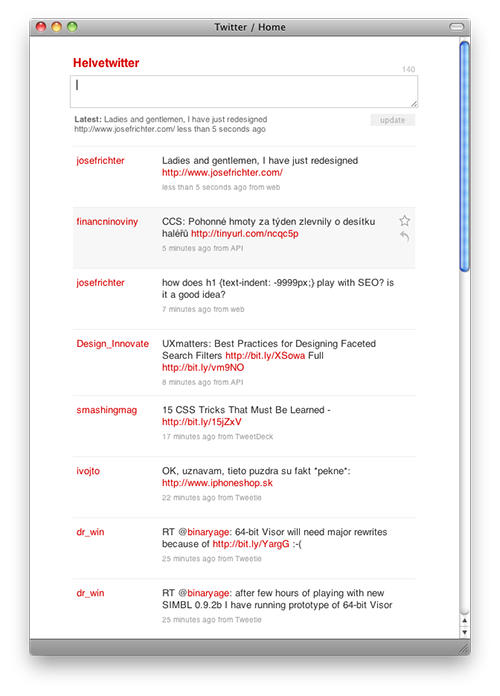 Twitter / Home
Helvetwitter
140
Latest: Ladies and gentlemen, I have just redesigned
http://www.josefrichter.com/ less than 5 seconds ago
update
josefrichter
Ladies and gentlemen, I have just redesigned
http://www.josefrichter.com/
less than 5 seconds ago from web
financninoviny
CCS: Pohonné hmoty za týden zlevnily o desítku
haléřů http://tinyurl.com/ncqc5p
5 minutes ago from API
josefrichter
how does h1 {text-indent: -9999px;} play with SEO? is
it a good idea?
7 minutes ago from web
Design_Innovate
UXmatters: Best Practices for Designing Faceted
Search Filters http://bit.ly/XSowa Full
http://bit.ly/vm9NO
8 minutes ago from API
smashingmag
15 CSS Tricks That Must Be Learned -
http://bit.ly/15jZxV
17 minutes ago from TweetDeck
ivojto
OK, uznavam, tieto puzdra su fakt *pekne*:
http://www.iphoneshop.sk
22 minutes ago from Tweetie
dr_win
RT @binaryage: 64-bit Visor will need major rewrites
because of http://bit.ly/YargG :-(
25 minutes ago from Tweetie
dr_win
RT @binaryage: after few hours of playing with new
SIMBL 0.9.2b I have running prototype of 64-bit Visor
25 minutes ago from Tweetie